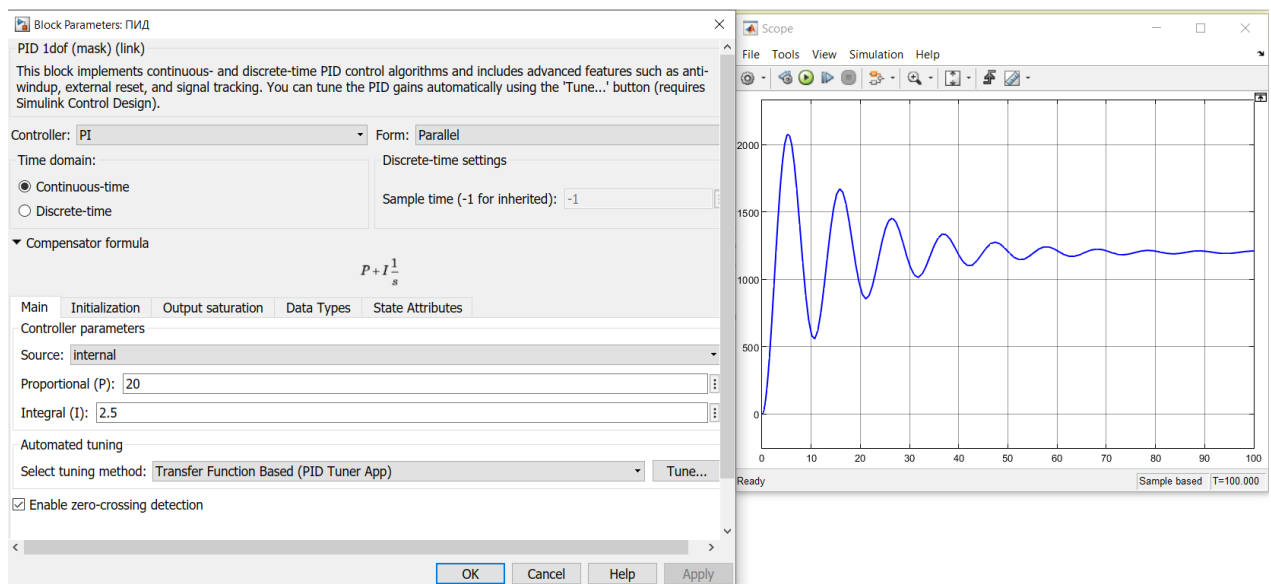 Block Parameters: ПИД
PID 1dof (mask) (link)
This block implements continuous- and discrete-time PID control algorithms and includes advanced features such as anti-
windup, external reset, and signal tracking. You can tune the PID gains automatically using the 'Tune...' button (requires
Simulink Control Design).
Controller: PI
Form: Parallel
Time domain:
Continuous-time
Discrete-time
Discrete-time settings
Sample time (-1 for inherited): -1
Compensator formula
P+I 1/s
Main Initialization Output saturation Data Types State Attributes
Controller parameters
Source: internal
Proportional (P): 20
Integral (I): 2.5
Automated tuning
Select tuning method: Transfer Function Based (PID Tuner App) Tune...
Enable zero-crossing detection
OK Cancel Help Apply
Scope
File Tools View Simulation Help
2000
1500
1000
500
0
0 10 20 30 40 50 60 70 80 90 100
Ready Sample based T=100.000